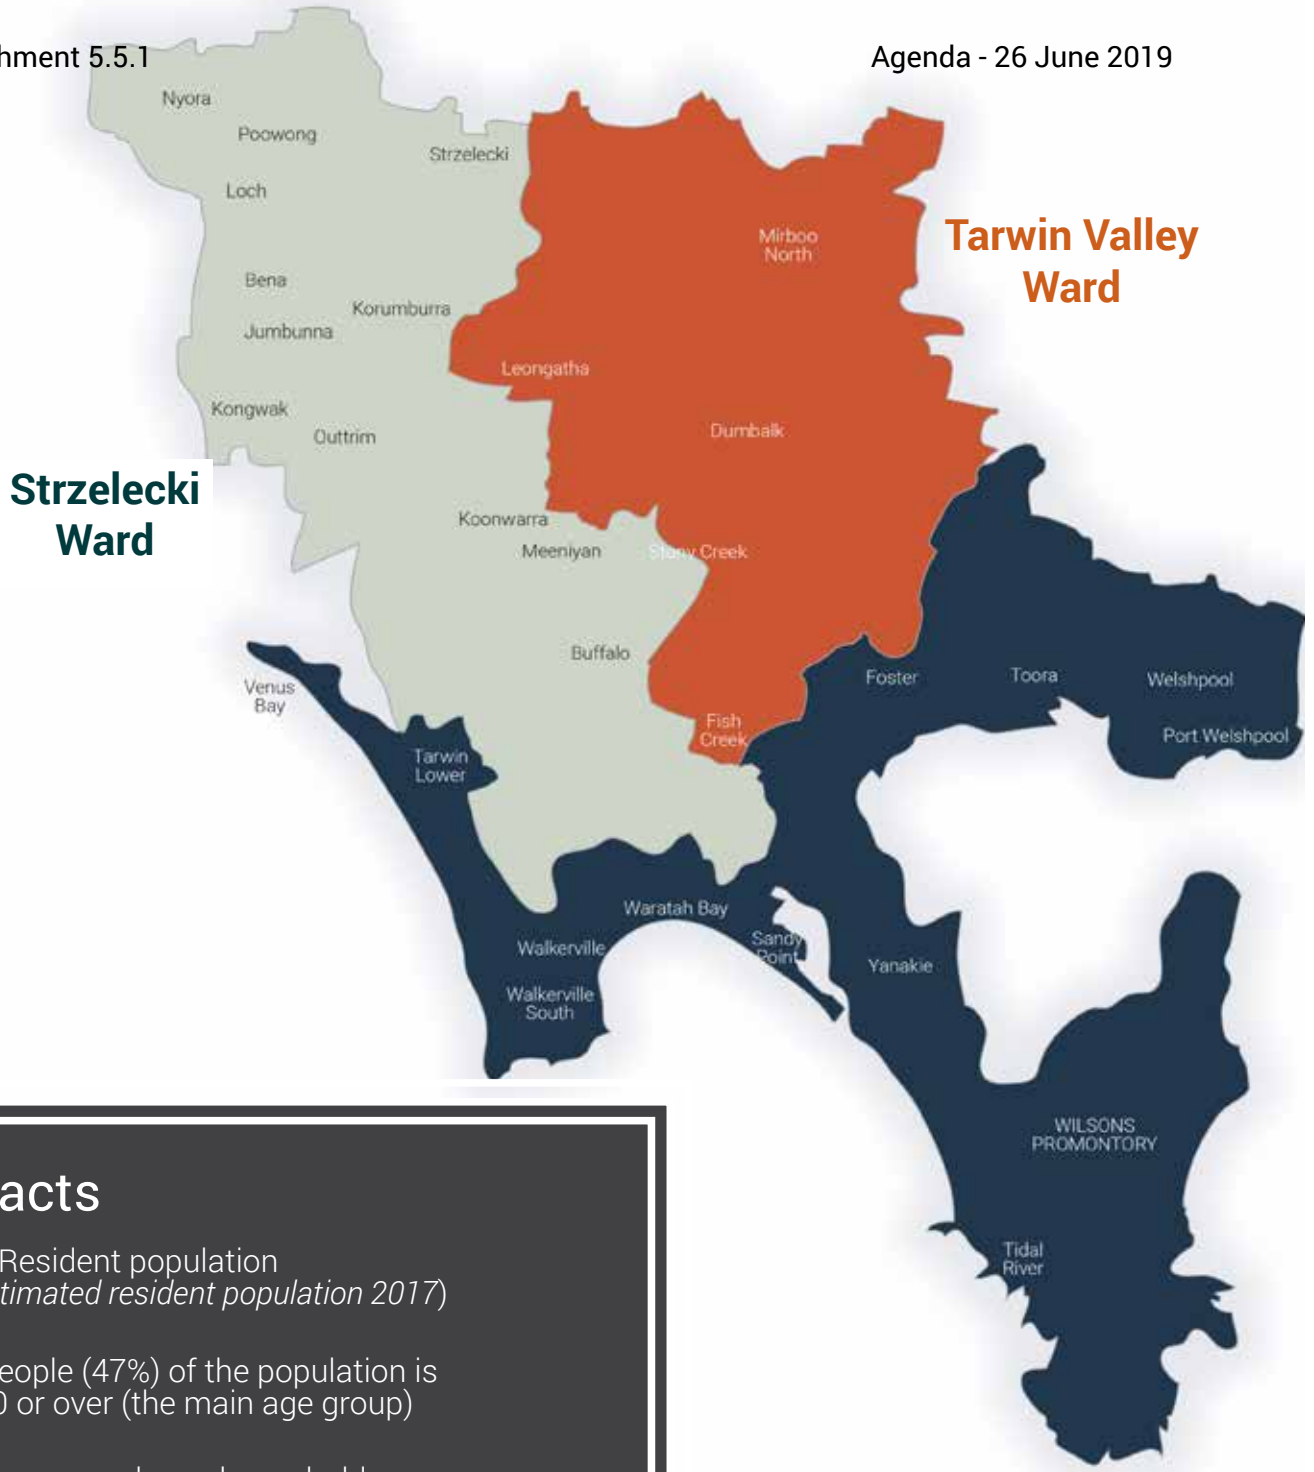 hment 5.5.1
Agenda - 26 June 2019
Nyora
Poowong
Strzelecki
Loch
Mirboo
North
Tarwin Valley
Ward
Bena
Korumburra
Jumbunna
Leongatha
Kongwak
Outtrim
Dumbalk
Strzelecki
Ward
Koonwarra
Meeniyan
Stony Creek
Buffalo
Foster
Toora
Welshpool
Venus
Bay
Fish
Creek
Port Welshpool
Tarwin
Lower
Waratah Bay
Walkerville
Sandy
Point
Yanakie
Walkerville
South
WILSONS
PROMONTORY
Tidal
River
acts
Resident population
timated resident population 2017)
eople (47%) of the population is
0 or over (the main age group)